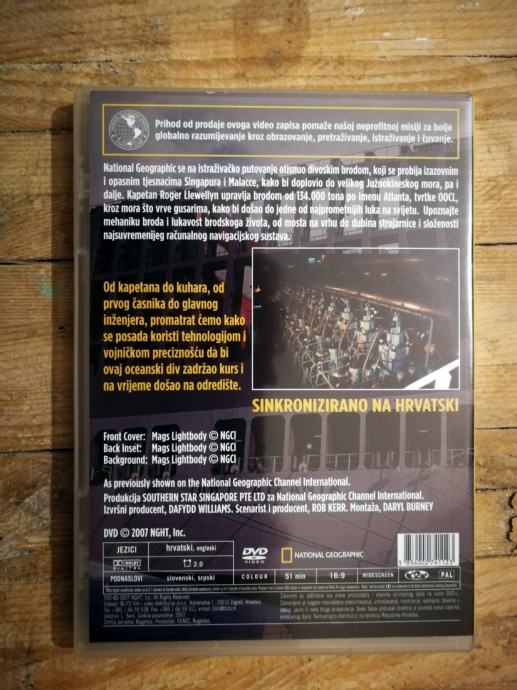 Prihod od prodaje ovoga video zapisa pomaže našoj neprofitnoj misiji za bolje
globalno razumijevanje kroz obrazovanje, pretraživanje, istraživanje i čuvanje.
National Geographic se na istraživačko putovanje otisnuo divoskim brodom, koji se probija izazovnim
i opasnim tjesnacima Singapura i Malacce, kako bi doplovio do velikog Južnokineskog mora, pa i
dalje. Kapetan Roger Llewellyn upravlja brodom od 134.000 tona po imenu Atlanta, tvrtke OOCL,
kroz mora što vrve gusarima, kako bi došao do jedne od najprometnijih luka na svijetu. Upoznajte
mehaniku broda i lukavost brodskoga života, od mosta na vrhu do dubina strojarnice i složenosti
najsuvremenijeg računalnog navigacijskog sustava.
Od kapetana do kuhara, od
prvog časnika do glavnog
inženjera, promatrat ćemo kako
se posada koristi tehnologijom i
vojničkom preciznošću da bi
ovaj oceanski div zadržao kurs i
na vrijeme došao na odredište.
SINKRONIZIRANO NA HRVATSKI
Front Cover: Mags Lightbody © NGCI
Back Inset: Mags Lightbody © NGCI
Background: Mags Lightbody © NGCI
As previously shown on the National Geographic Channel International.
Produkcija SOUTHERN STAR SINGAPORE PTE LTD za National Geographic Channel International.
Izvršni producent, DAFYDD WILLIAMS. Scenarist i producent, ROB KERR. Montaža, DARYL BURNEY
DVD © 2007 NGHT, Inc.
JEZICI hrvatski, engleski DOLBY DIGITAL 2.0 DVD VIDEO NATIONAL GEOGRAPHIC
PODNASLOVI slovenski, srpski COLOUR 51 min 16:9 WIDESCREEN PAL
DVD © 2007 NGHT, Inc. All Rights Reserved.